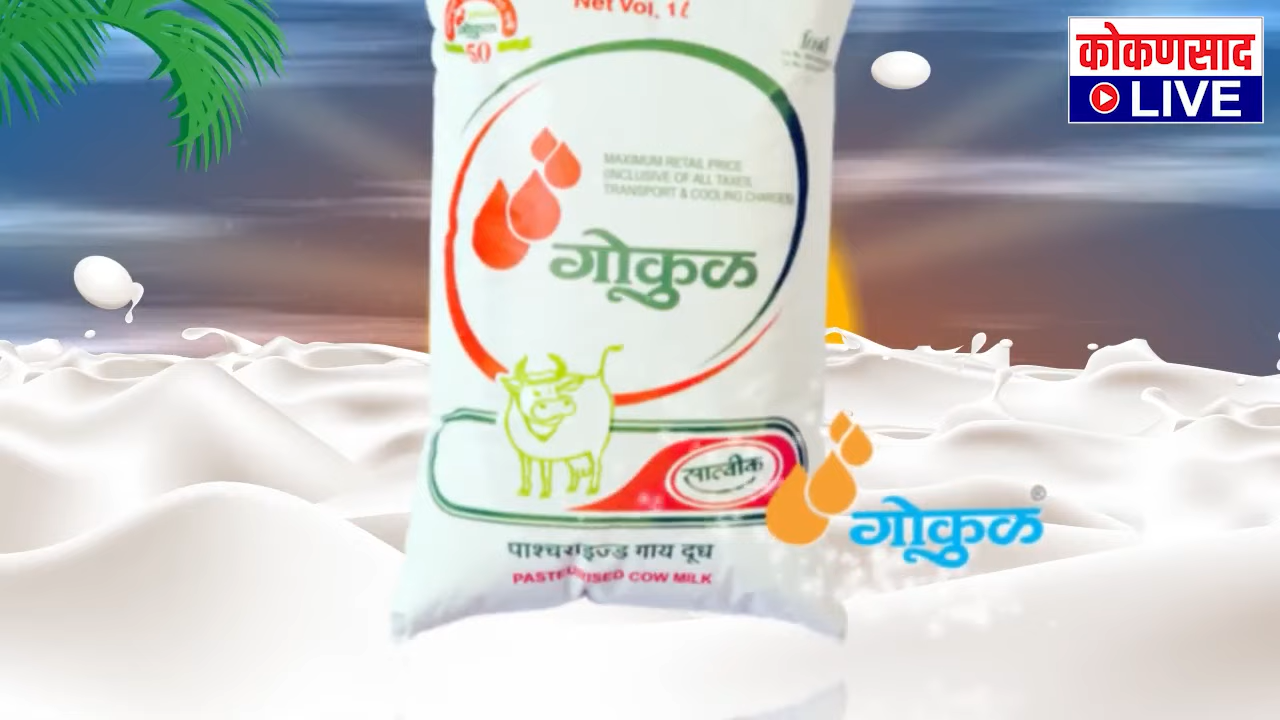 Net Vol. 1 ℓ
गोकुळ
50
कोकणसाद
LIVE
MAXIMUM RETAIL PRICE
(INCLUSIVE OF ALL TAXES,
TRANSPORT & COOLING CHARGES)
गोकुळ
सात्वीक
गोकुळ ®
पाश्चराइज्ड गाय दूध
PASTEURISED COW MILK